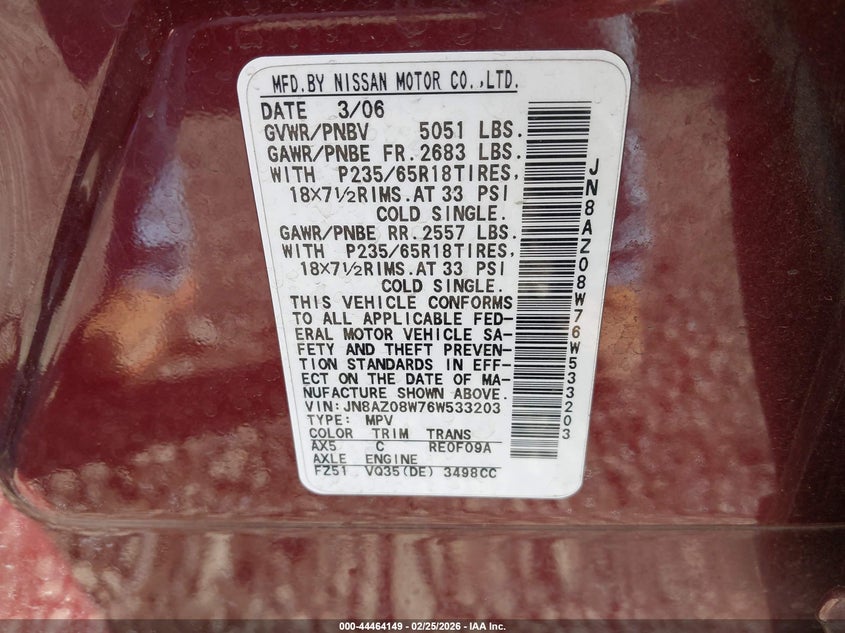 MFD.BY NISSAN MOTOR CO.,LTD.
DATE 3/06
GVWR/PNBV 5051 LBS.
GAWR/PNBE FR.2683 LBS.
WITH P235/65R18TIRES,
18X7½RIMS.AT 33 PSI
COLD SINGLE.
GAWR/PNBE RR.2557 LBS.
WITH P235/65R18TIRES,
18X7½RIMS.AT 33 PSI
COLD SINGLE.
THIS VEHICLE CONFORMS
TO ALL APPLICABLE FED-
ERAL MOTOR VEHICLE SA-
FETY AND THEFT PREVEN-
TION STANDARDS IN EFF-
ECT ON THE DATE OF MA-
NUFACTURE SHOWN ABOVE.
VIN:JN8AZ08W76W533203
TYPE: MPV
COLOR TRIM TRANS
AX5 C RE0F09A
AXLE ENGINE
FZ51 VQ35(DE) 3498CC
JN8AZ08W76W533203
000-44464149 - 02/25/2026 - IAA Inc.